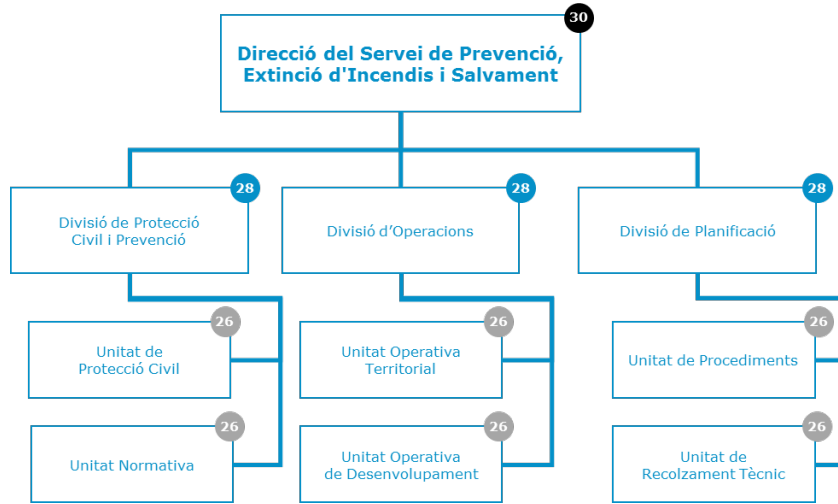 30
Direcció del Servei de Prevenció,
Extinció d'Incendis i Salvament
28
Divisió de Protecció
Civil i Prevenció
28
Divisió d’Operacions
28
Divisió de Planificació
26
Unitat de
Protecció Civil
26
Unitat Operativa
Territorial
26
Unitat de Procediments
26
Unitat Normativa
26
Unitat Operativa
de Desenvolupament
26
Unitat de
Recolzament Tècnic